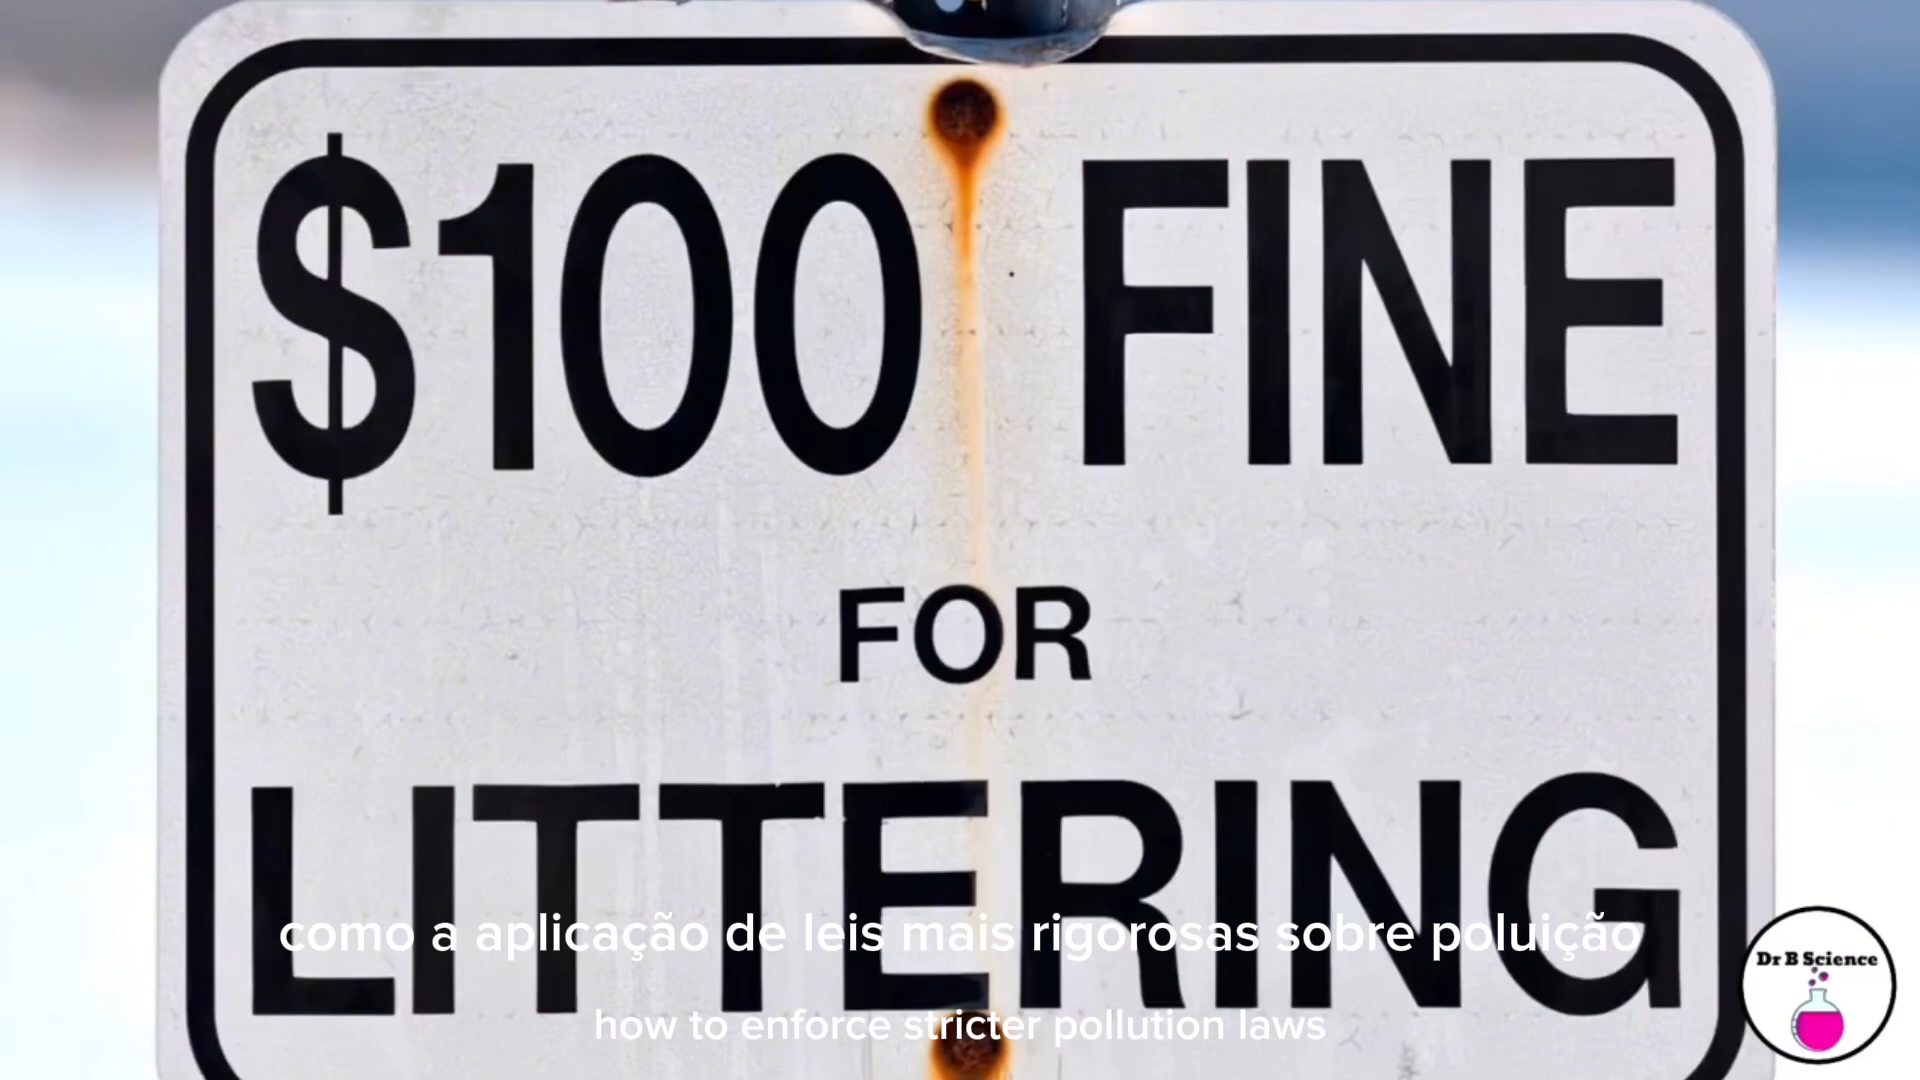 $100 FINE
FOR
LITTERING
como a aplicação de leis mais rigorosas sobre poluição
how to enforce stricter pollution laws
Dr B Science